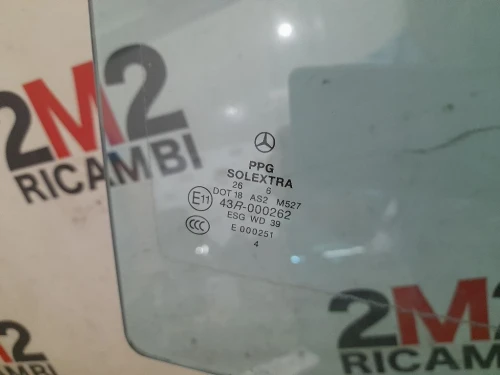 2M2
RICAMBI
PPG
SOLEXTRA
26 6
DOT 18 AS2 M527
E11
43R-000262
CCC
ESG WD 39
E 000251
4
2M2
RICAMBI